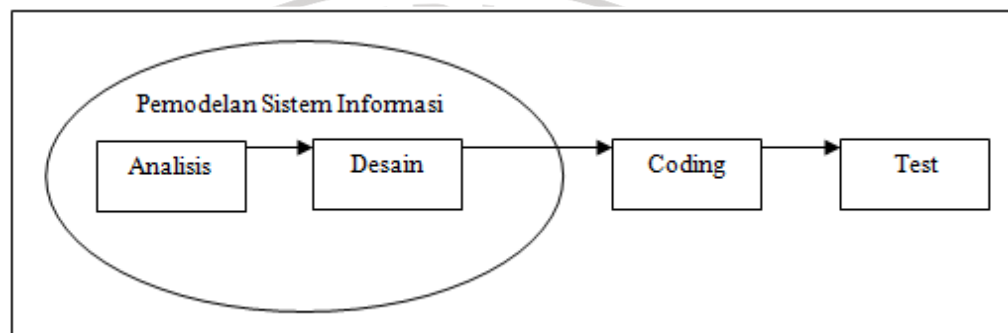 Pemodelan Sistem Informasi
Analisis
Desain
Coding
Test